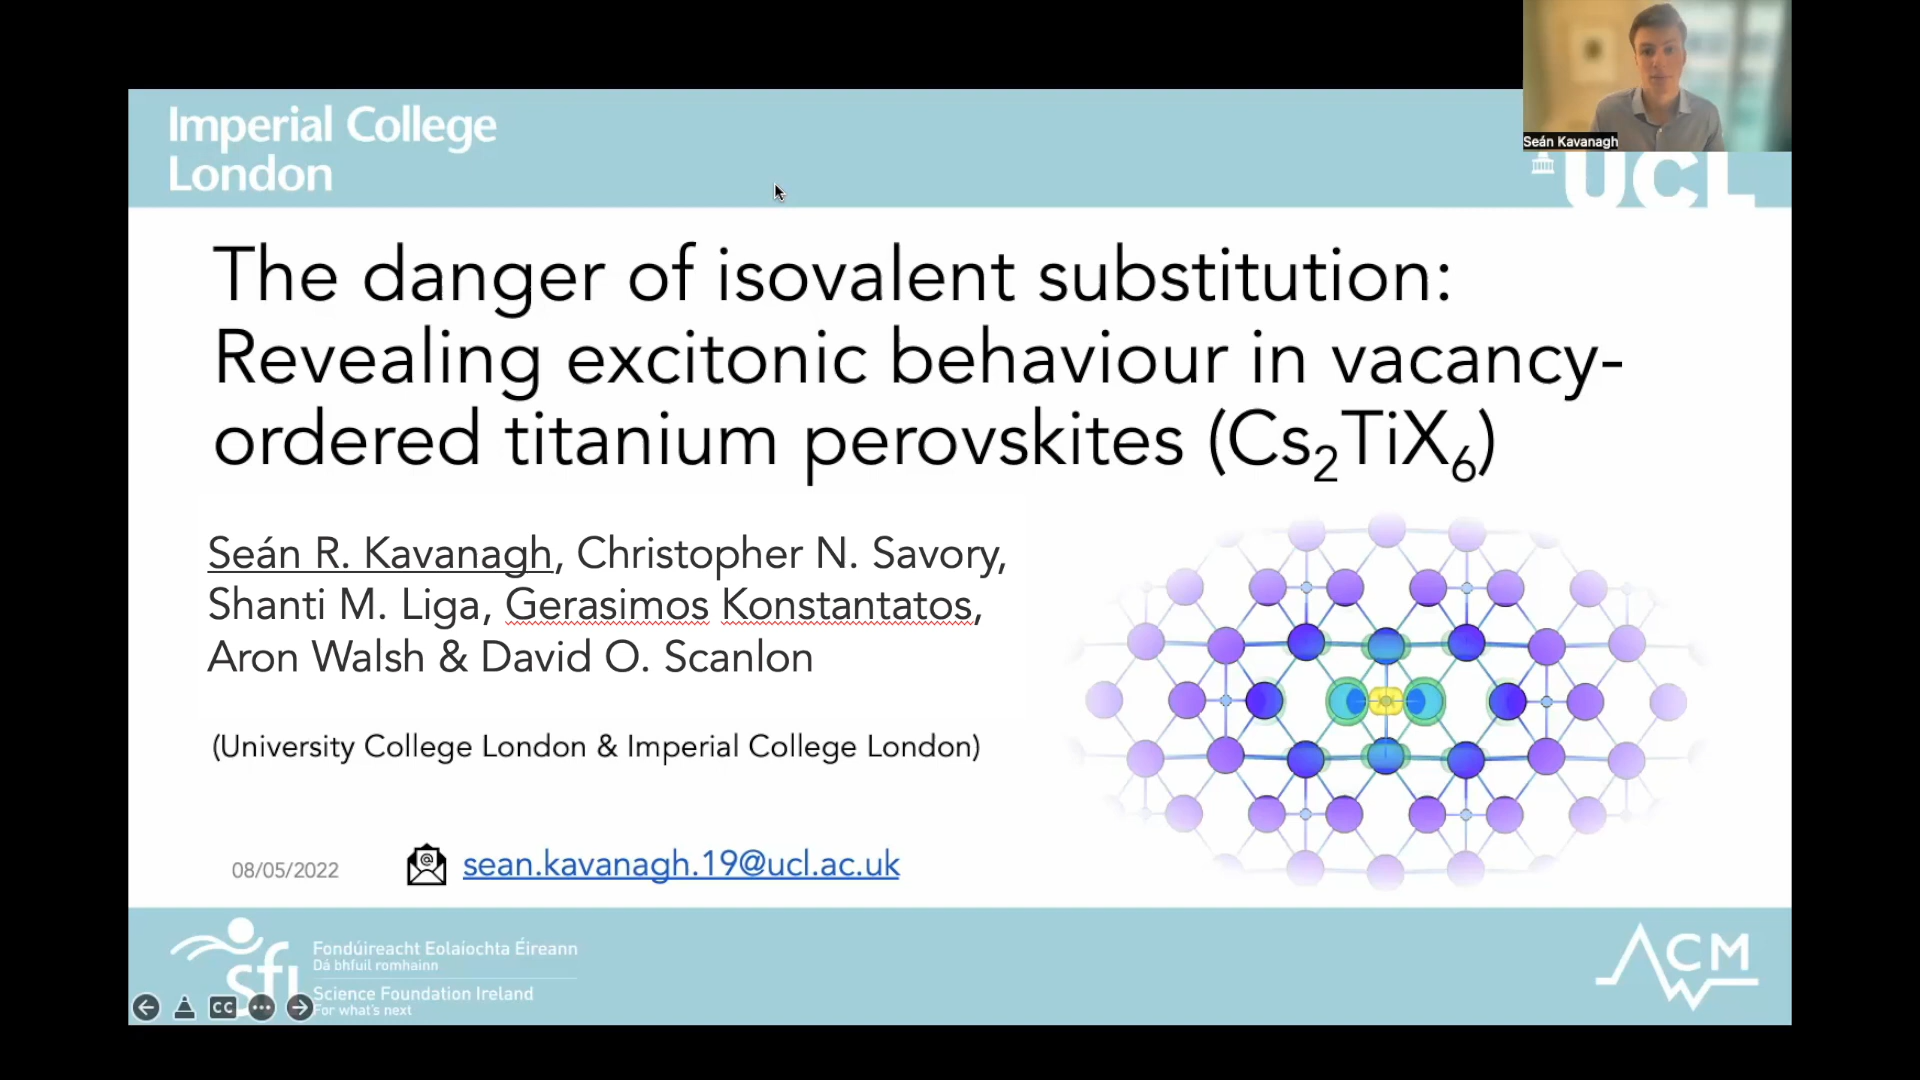 Seán Kavanagh
Imperial College
London
UCL
The danger of isovalent substitution:
Revealing excitonic behaviour in vacancy-
ordered titanium perovskites (Cs₂TiX₆)
Seán R. Kavanagh, Christopher N. Savory,
Shanti M. Liga, Gerasimos Konstantatos,
Aron Walsh & David O. Scanlon
(University College London & Imperial College London)
08/05/2022
@
sean.kavanagh.19@ucl.ac.uk
sfi
Fondúireacht Eolaíochta Éireann
Dá bhfuil romhainn
Science Foundation Ireland
For what's next
CC
CMW